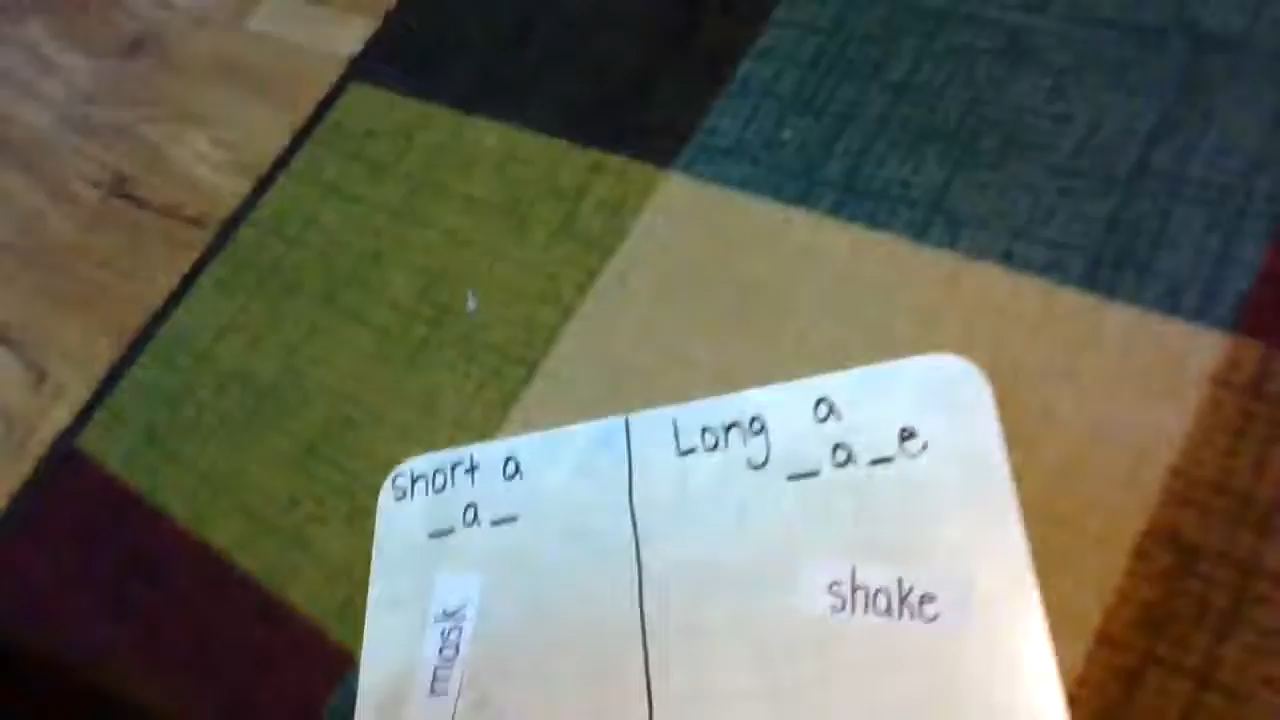 short a
_a_
mask
Long a
_a_e
shake